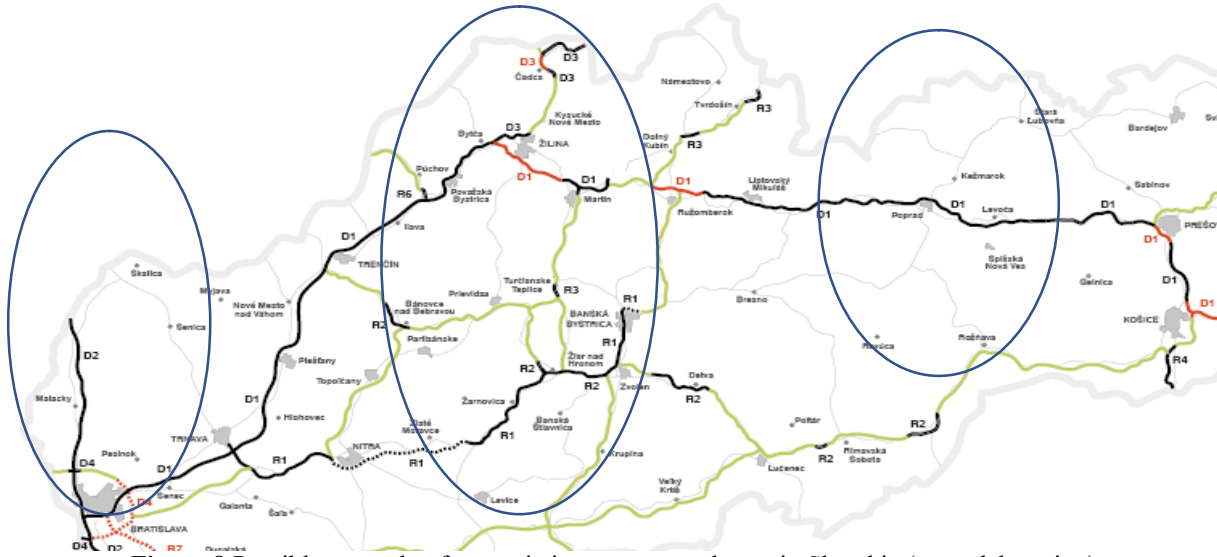 D3
D3
Čadca
D3
Námestovo
Tvrdošín
R3
Stará
Ľubovňa
Bardejov
Kysucké
Nové Mesto
Bytča
D3
ŽILINA
Dolný
Kubín
R3
Púchov
D1
D1
D1
Liptovský
Mikuláš
Kežmarok
Sabinov
R6
Považská
Bystrica
Martin
Ružomberok
D1
Poprad
D1
Levoča
D1
D1
Ilava
D1
Spišská
Nová Ves
Skalica
TRENČÍN
Gelnica
D1
Myjava
Nové Mesto
nad Váhom
Bánovce
nad Bebravou
Prievidza
Turčianske
Teplice
R3
R1
BANSKÁ
BYSTRICA
Brezno
D1
KOŠICE
Senica
R2
Partizánske
R1
Revúca
Rožňava
R4
D2
Piešťany
Topoľčany
R2
Žiar nad
Hronom
R2
Zvolen
Detva
R2
Malacky
D1
Hlohovec
Žarnovica
Zlaté
Moravce
R1
Banská
Štiavnica
Poltár
R2
TRNAVA
NITRA
Krupina
R2
Rimavská
Sobota
Pezinok
D4
D1
R1
R1
Lučenec
Senec
D4
Galanta
Šaľa
Levice
Veľký
Krtíš
BRATISLAVA
D4
D2
R7